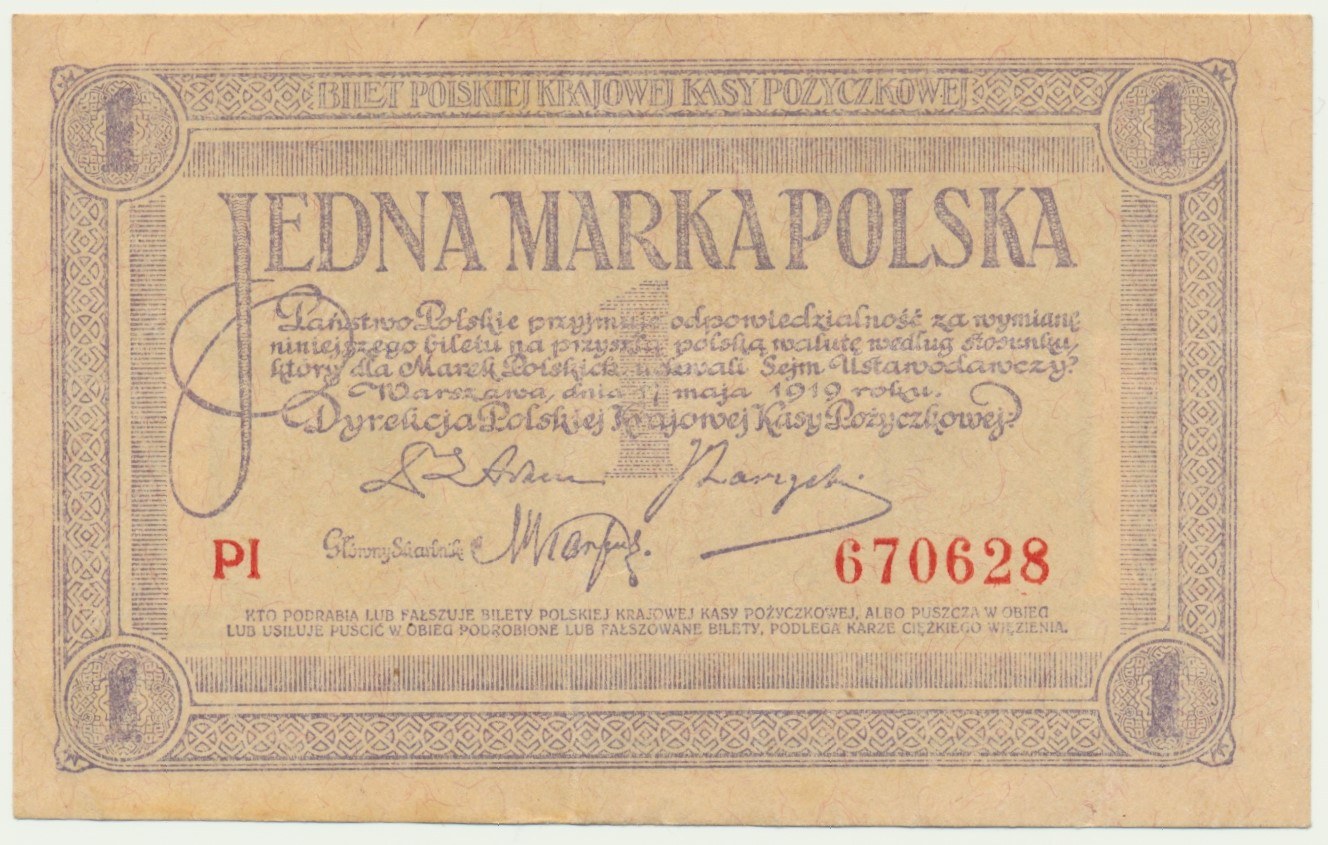 1 BILET POLSKIEJ KRAJOWEJ KASY POŻYCZKOWEJ 1
JEDNA MARKA POLSKA
1
Państwo Polskie przyjmuje odpowiedzialność za wymianę
niniejszego biletu na przyszłą polską walutę według stosunku,
który dla Marek Polskich uchwali Sejm Ustawodawczy.
Warszawa, dnia 17 maja 1919 roku.
Dyrekcja Polskiej Krajowej Kasy Pożyczkowej
Główny Skarbnik
PI 670628
KTO PODRABIA LUB FAŁSZUJE BILETY POLSKIEJ KRAJOWEJ KASY POŻYCZKOWEJ, ALBO PUSZCZA W OBIEG
LUB USIŁUJE PUŚCIĆ W OBIEG PODROBIONE LUB FAŁSZOWANE BILETY, PODLEGA KARZE CIĘŻKIEGO WIĘZIENIA.
1 1